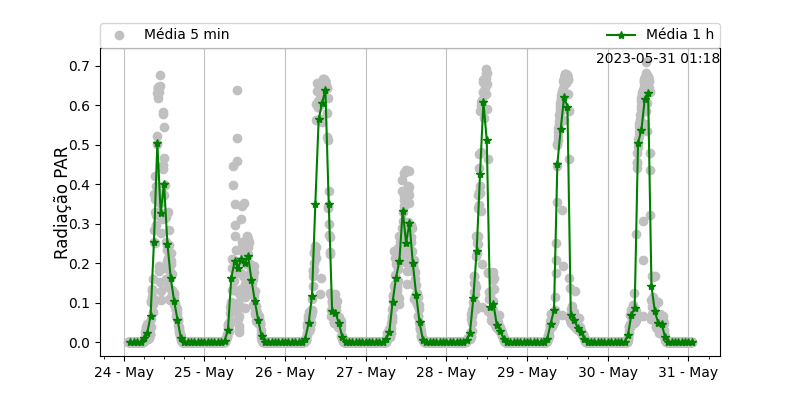 Média 5 min
Média 1 h
2023-05-31 01:18
Radiação PAR
0.7
0.6
0.5
0.4
0.3
0.2
0.1
0.0
24 - May
25 - May
26 - May
27 - May
28 - May
29 - May
30 - May
31 - May